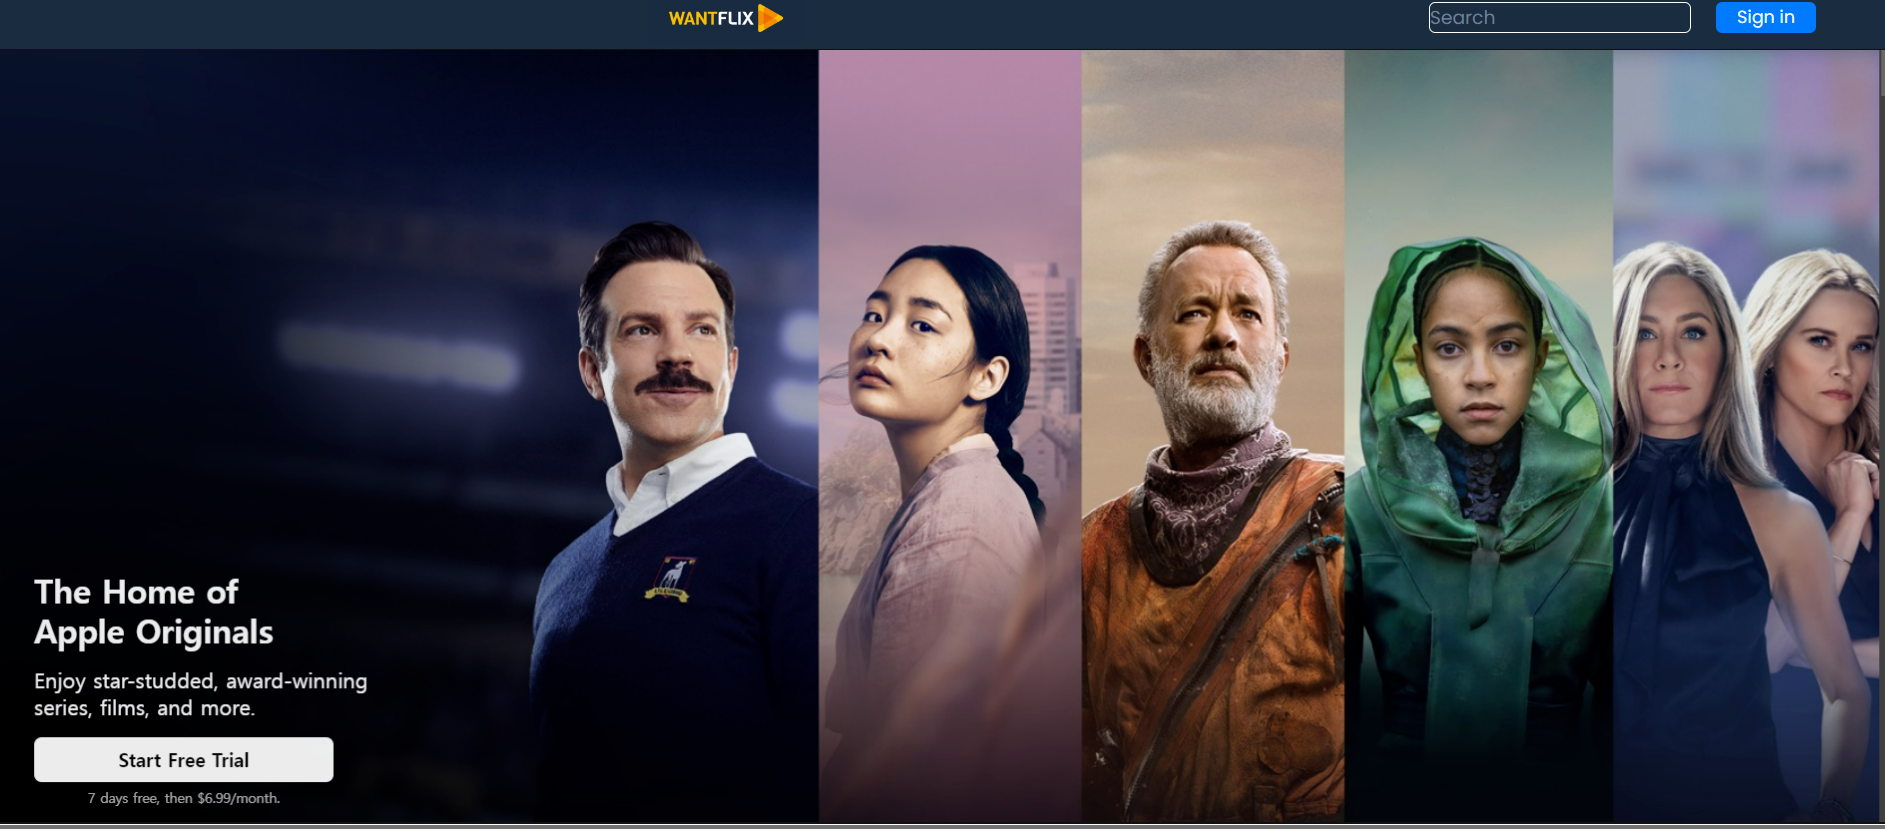 WANTFLIX
Search
Sign in
The Home of
Apple Originals
Enjoy star-studded, award-winning
series, films, and more.
Start Free Trial
7 days free, then $6.99/month.